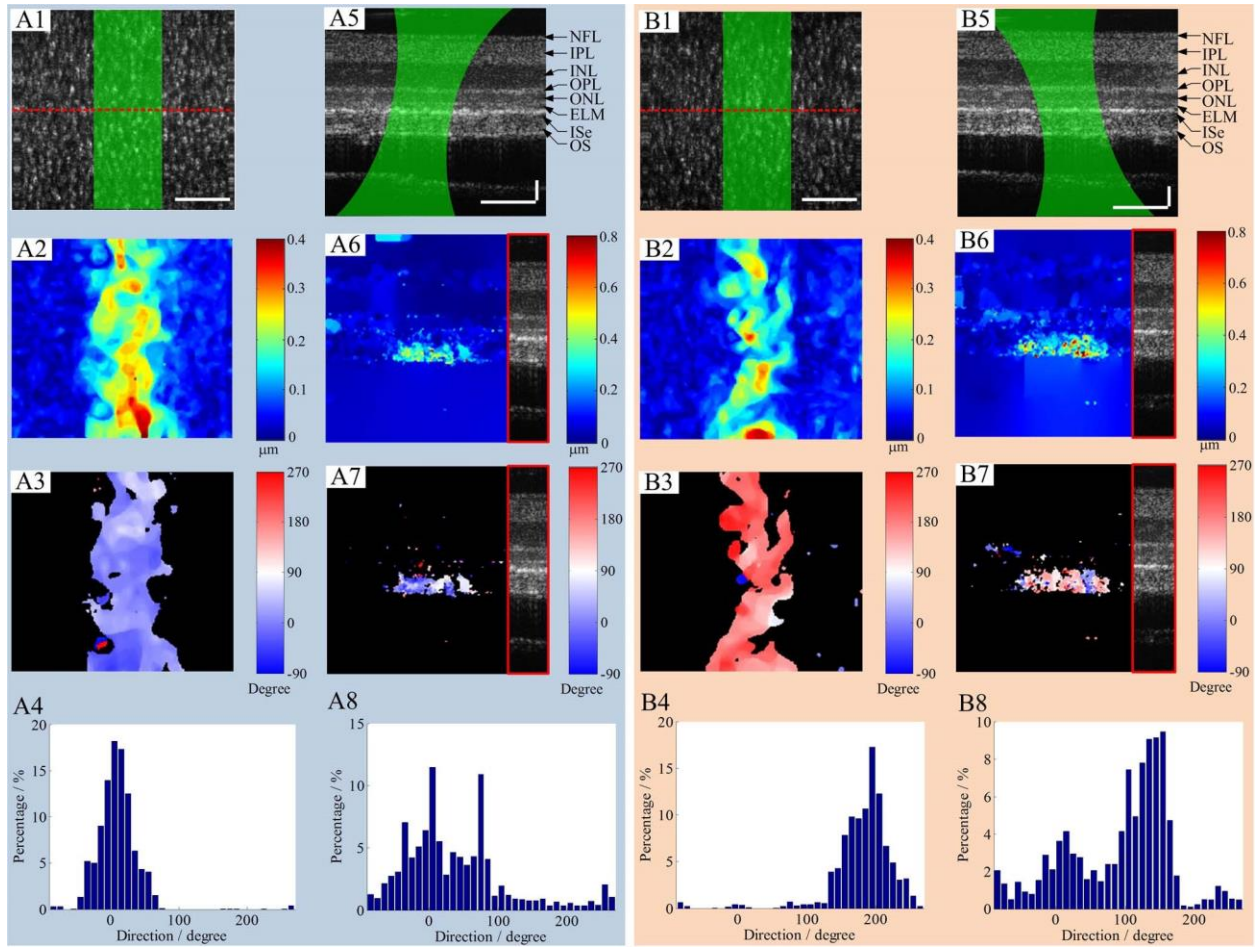 A1
A5
NFL
IPL
INL
OPL
ONL
ELM
ISe
OS
A2
0.4
0.3
0.2
0.1
0
μm
A6
0.8
0.6
0.4
0.2
0
μm
A3
270
180
90
0
-90
Degree
A7
270
180
90
0
-90
Degree
A4
Percentage / %
20
15
10
5
0
0
100
200
Direction / degree
A8
Percentage / %
15
10
5
0
0
100
200
Direction / degree
B1
B5
NFL
IPL
INL
OPL
ONL
ELM
ISe
OS
B2
0.4
0.3
0.2
0.1
0
μm
B6
0.8
0.6
0.4
0.2
0
μm
B3
270
180
90
0
-90
Degree
B7
270
180
90
0
-90
Degree
B4
Percentage / %
20
15
10
5
0
0
100
200
Direction / degree
B8
Percentage / %
10
8
6
4
2
0
0
100
200
Direction / degree